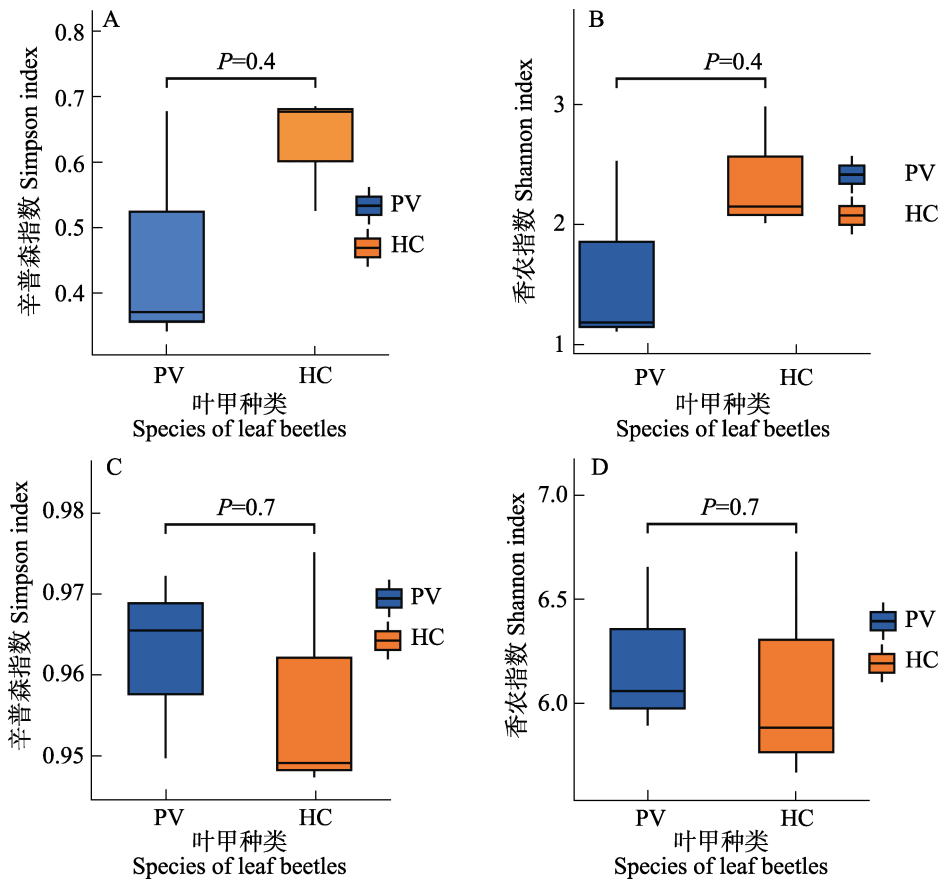 A
辛普森指数 Simpson index
0.8
0.7
0.6
0.5
0.4
P=0.4
PV
HC
PV
HC
叶甲种类
Species of leaf beetles
B
香农指数 Shannon index
3
2
1
P=0.4
PV
HC
PV
HC
叶甲种类
Species of leaf beetles
C
辛普森指数 Simpson index
0.98
0.97
0.96
0.95
P=0.7
PV
HC
PV
HC
叶甲种类
Species of leaf beetles
D
香农指数 Shannon index
7.0
6.5
6.0
P=0.7
PV
HC
PV
HC
叶甲种类
Species of leaf beetles